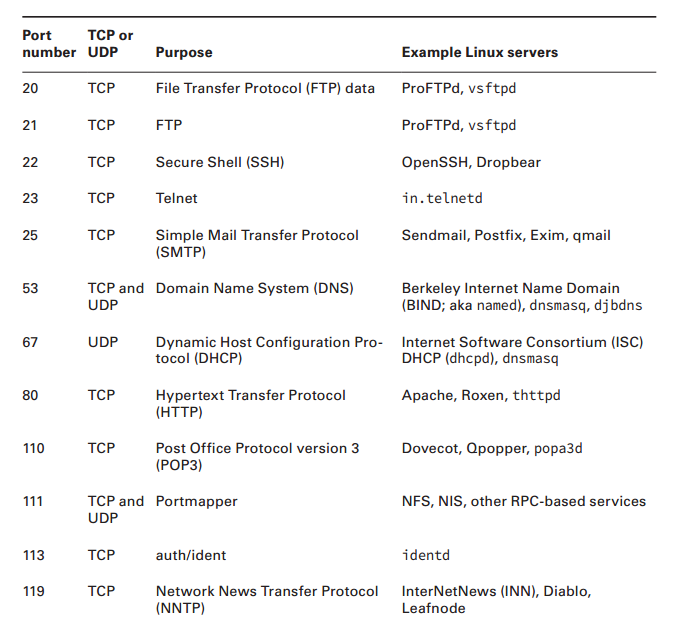 Port number TCP or UDP Purpose Example Linux servers
20 TCP File Transfer Protocol (FTP) data ProFTPd, vsftpd
21 TCP FTP ProFTPd, vsftpd
22 TCP Secure Shell (SSH) OpenSSH, Dropbear
23 TCP Telnet in.telnetd
25 TCP Simple Mail Transfer Protocol Sendmail, Postfix, Exim, qmail
(SMTP)
53 TCP and Domain Name System (DNS) Berkeley Internet Name Domain
UDP (BIND; aka named), dnsmasq, djbdns
67 UDP Dynamic Host Configuration Pro- Internet Software Consortium (ISC)
tocol (DHCP) DHCP (dhcpd), dnsmasq
80 TCP Hypertext Transfer Protocol Apache, Roxen, thttpd
(HTTP)
110 TCP Post Office Protocol version 3 Dovecot, Qpopper, popa3d
(POP3)
111 TCP and Portmapper NFS, NIS, other RPC-based services
UDP
113 TCP auth/ident identd
119 TCP Network News Transfer Protocol InterNetNews (INN), Diablo,
(NNTP) Leafnode